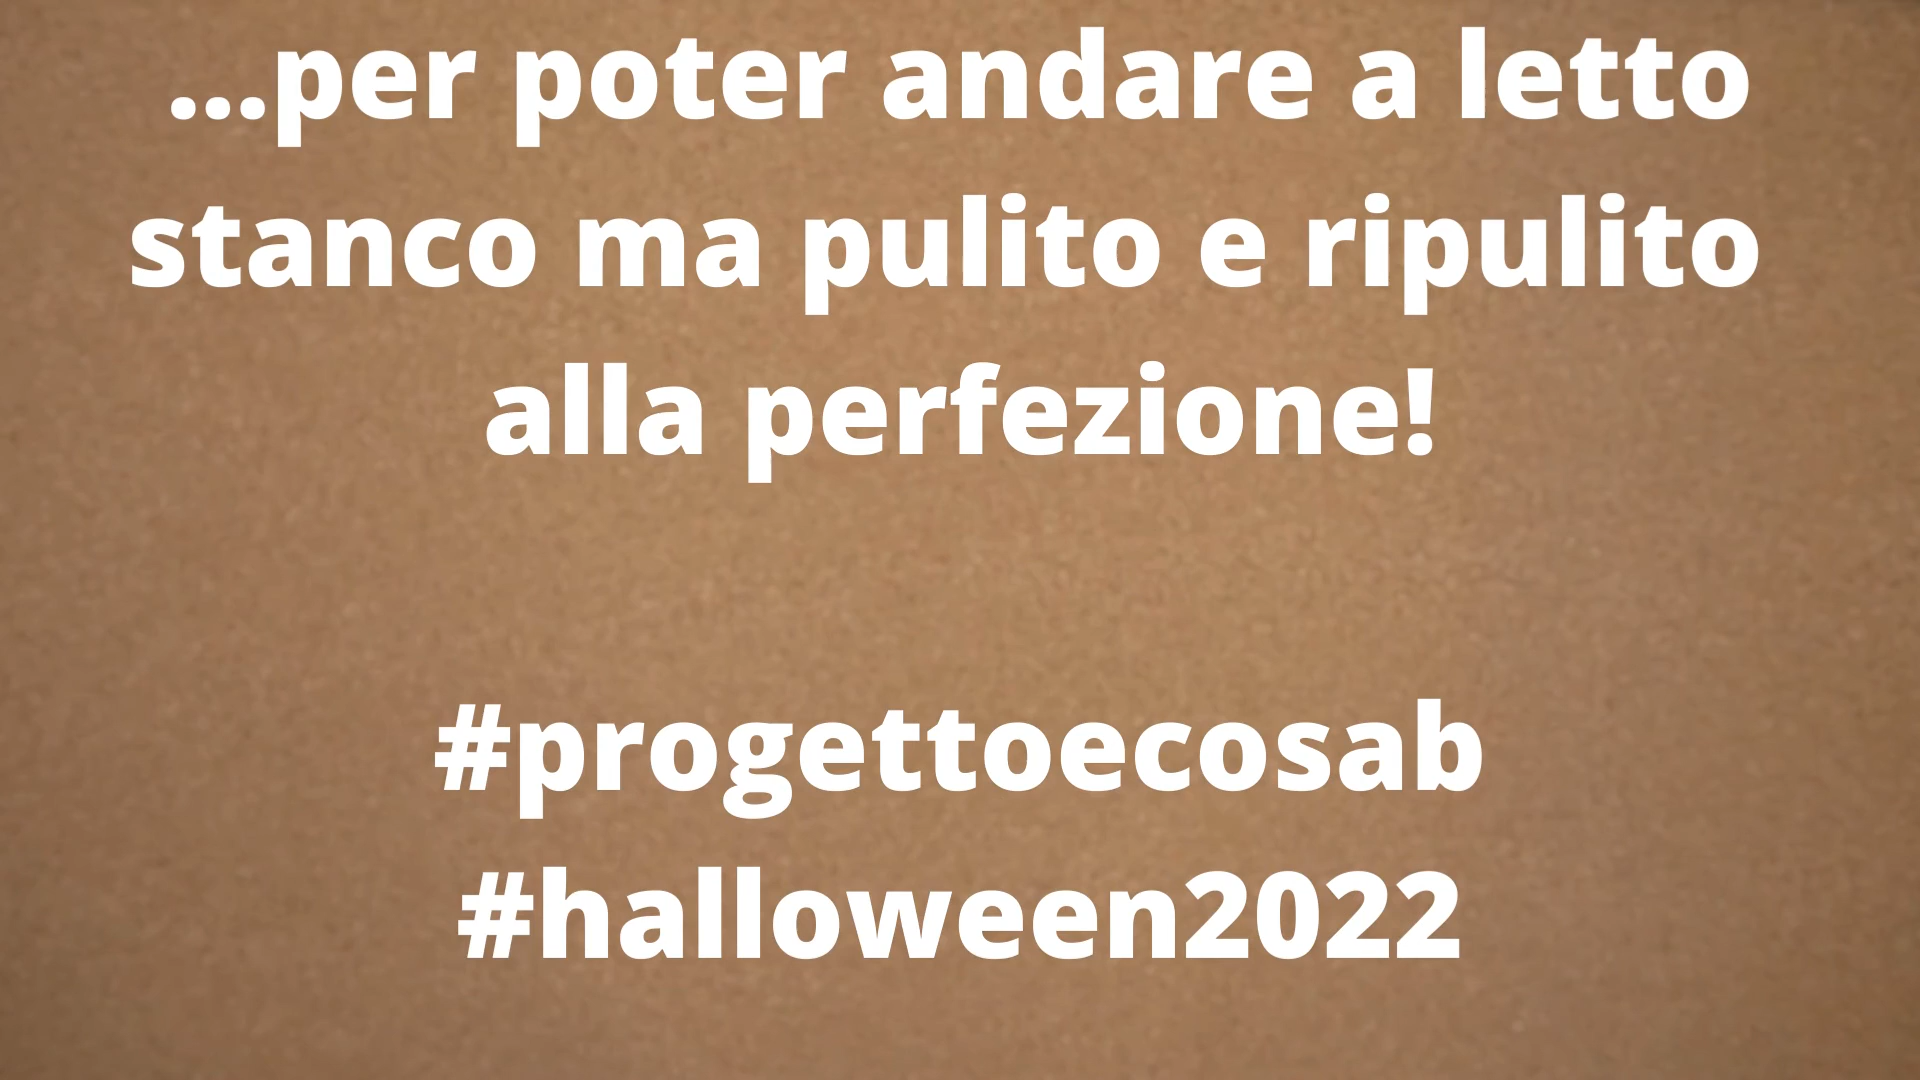 ...per poter andare a letto
stanco ma pulito e ripulito
alla perfezione!
#progettoecosab
#halloween2022